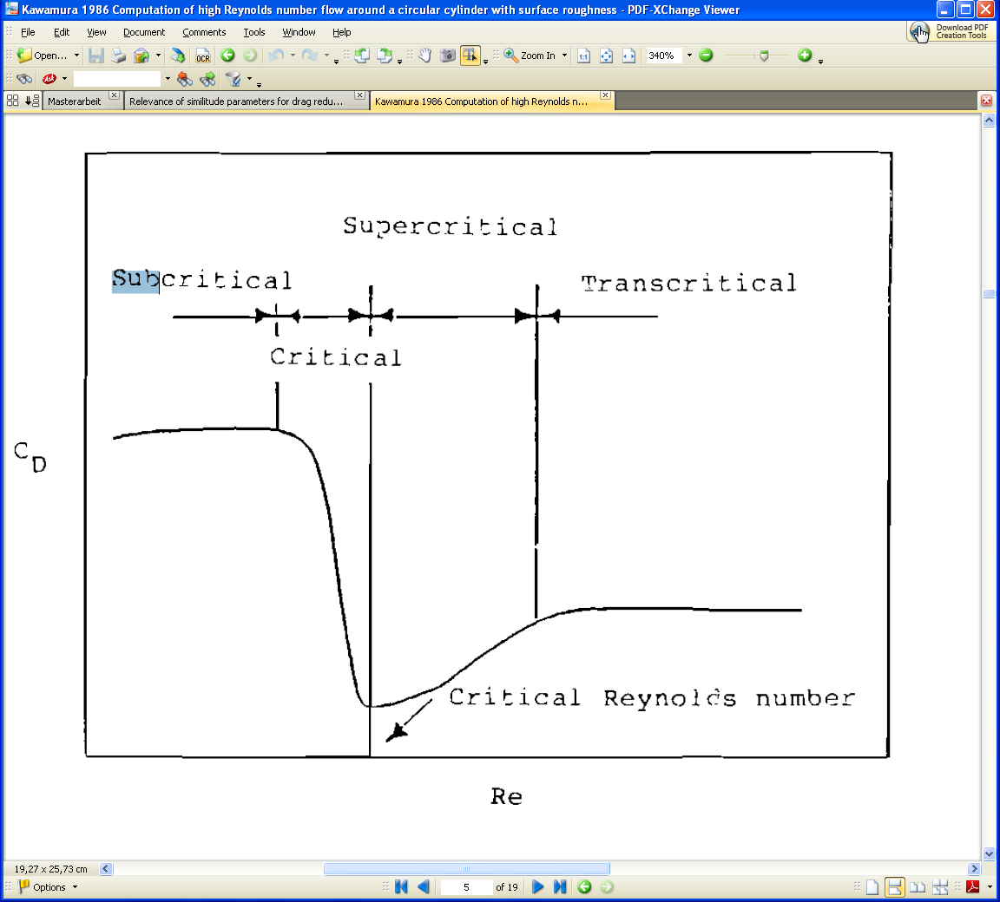 Kawamura 1986 Computation of high Reynolds number flow around a circular cylinder with surface roughness - PDF-XChange Viewer
File Edit View Document Comments Tools Window Help
Download PDF
Creation Tools
Open...
OCR
Zoom In
1:1
340%
Masterarbeit
Relevance of similitude parameters for drag redu...
Kawamura 1986 Computation of high Reynolds n...
Supercritical
Subcritical
Transcritical
Critical
CD
Critical Reynolds number
Re
19,27 x 25,73 cm
Options
5 of 19